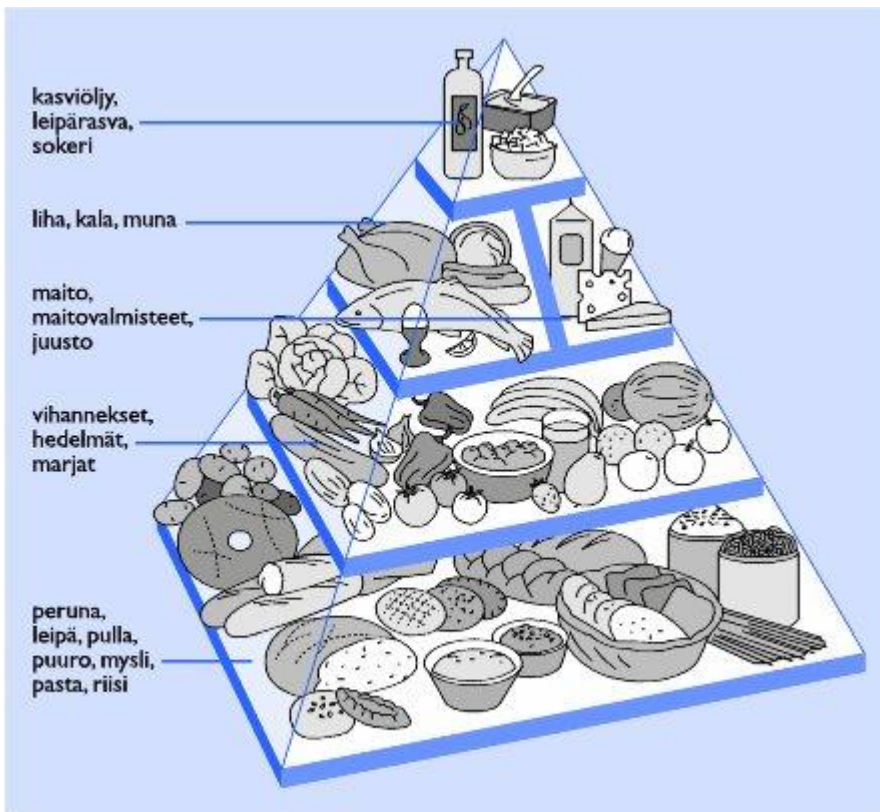 kasviöljy,
leipärasva,
sokeri
liha, kala, muna
maito,
maitovalmisteet,
juusto
vihannekset,
hedelmät,
marjat
peruna,
leipä, pulla,
puuro, mysli,
pasta, riisi